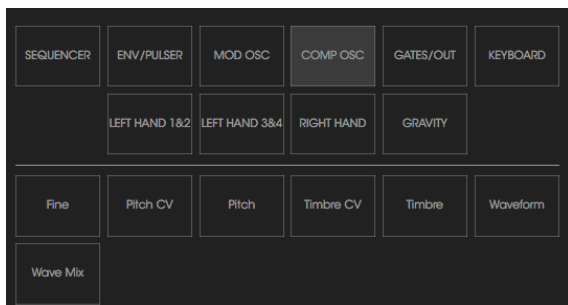 SEQUENCER ENV/PULSER MOD OSC COMP OSC GATES/OUT KEYBOARD
LEFT HAND 1&2 LEFT HAND 3&4 RIGHT HAND GRAVITY
Fine Pitch CV Pitch Timbre CV Timbre Waveform
Wave Mix